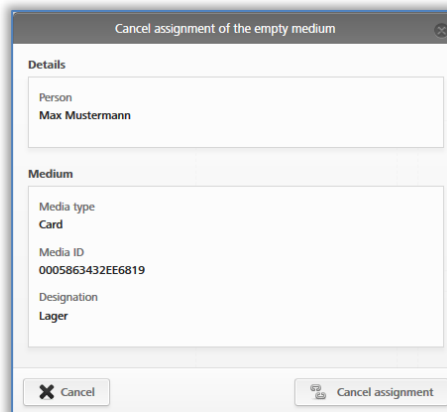 Cancel assignment of the empty medium
Details
Person
Max Mustermann
Medium
Media type
Card
Media ID
0005863432EE6819
Designation
Lager
Cancel
Cancel assignment